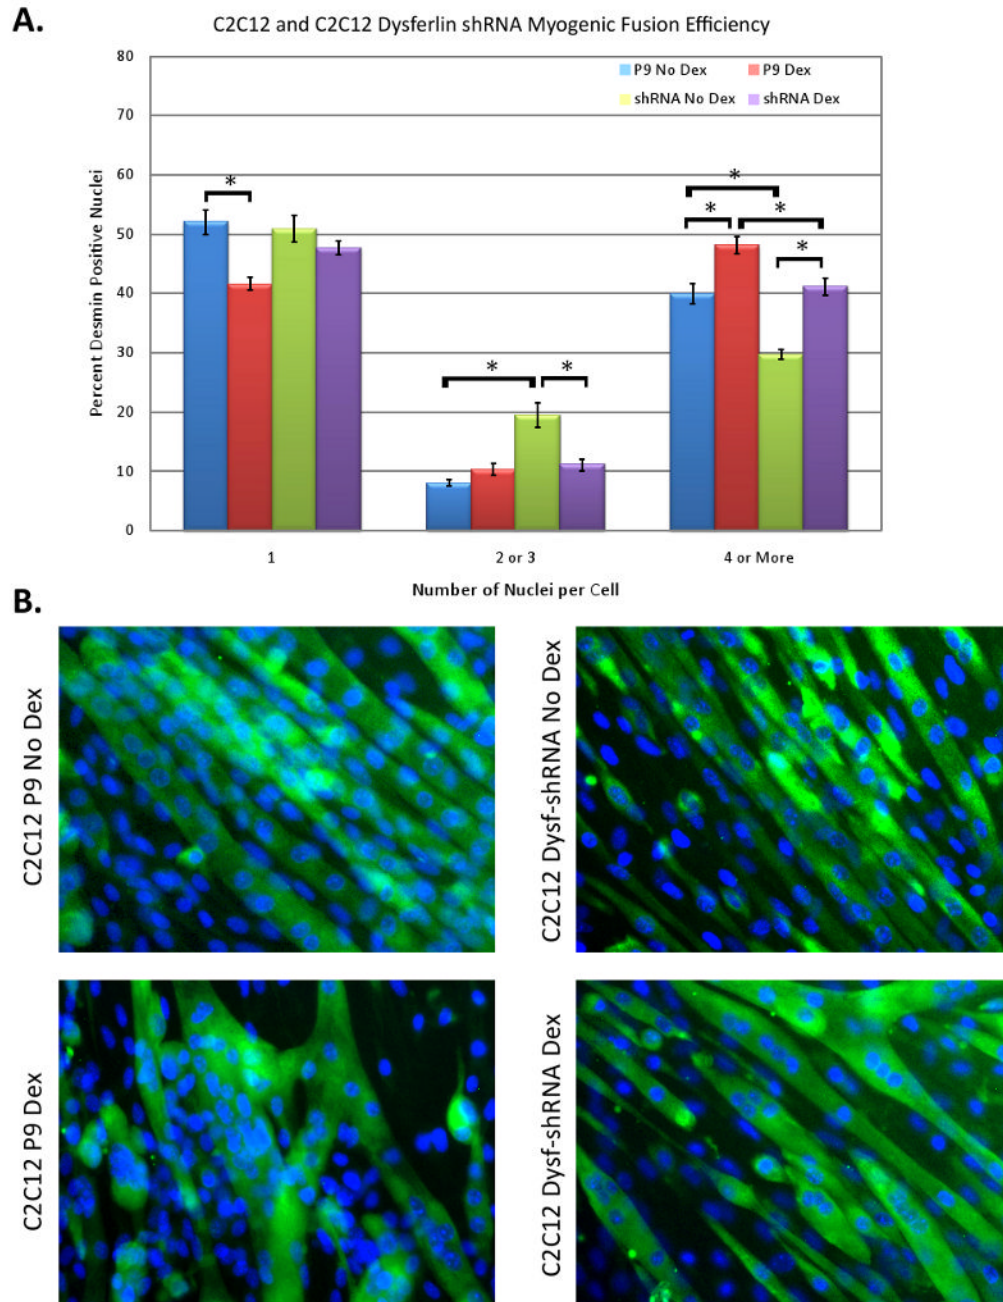 A.
C2C12 and C2C12 Dysferlin shRNA Myogenic Fusion Efficiency
P9 No Dex P9 Dex
shRNA No Dex shRNA Dex
Percent Desmin Positive Nuclei
80
70
60
50
40
30
20
10
0
* * * * * * *
1 2 or 3 4 or More
Number of Nuclei per Cell
B.
C2C12 P9 No Dex
C2C12 Dysf-shRNA No Dex
C2C12 P9 Dex
C2C12 Dysf-shRNA Dex